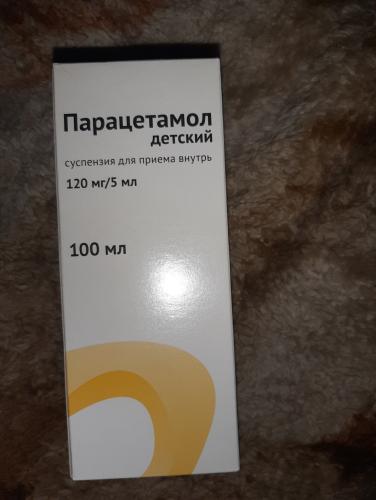 Парацетамол
детский
суспензия для приема внутрь
120 мг/5 мл
100 мл